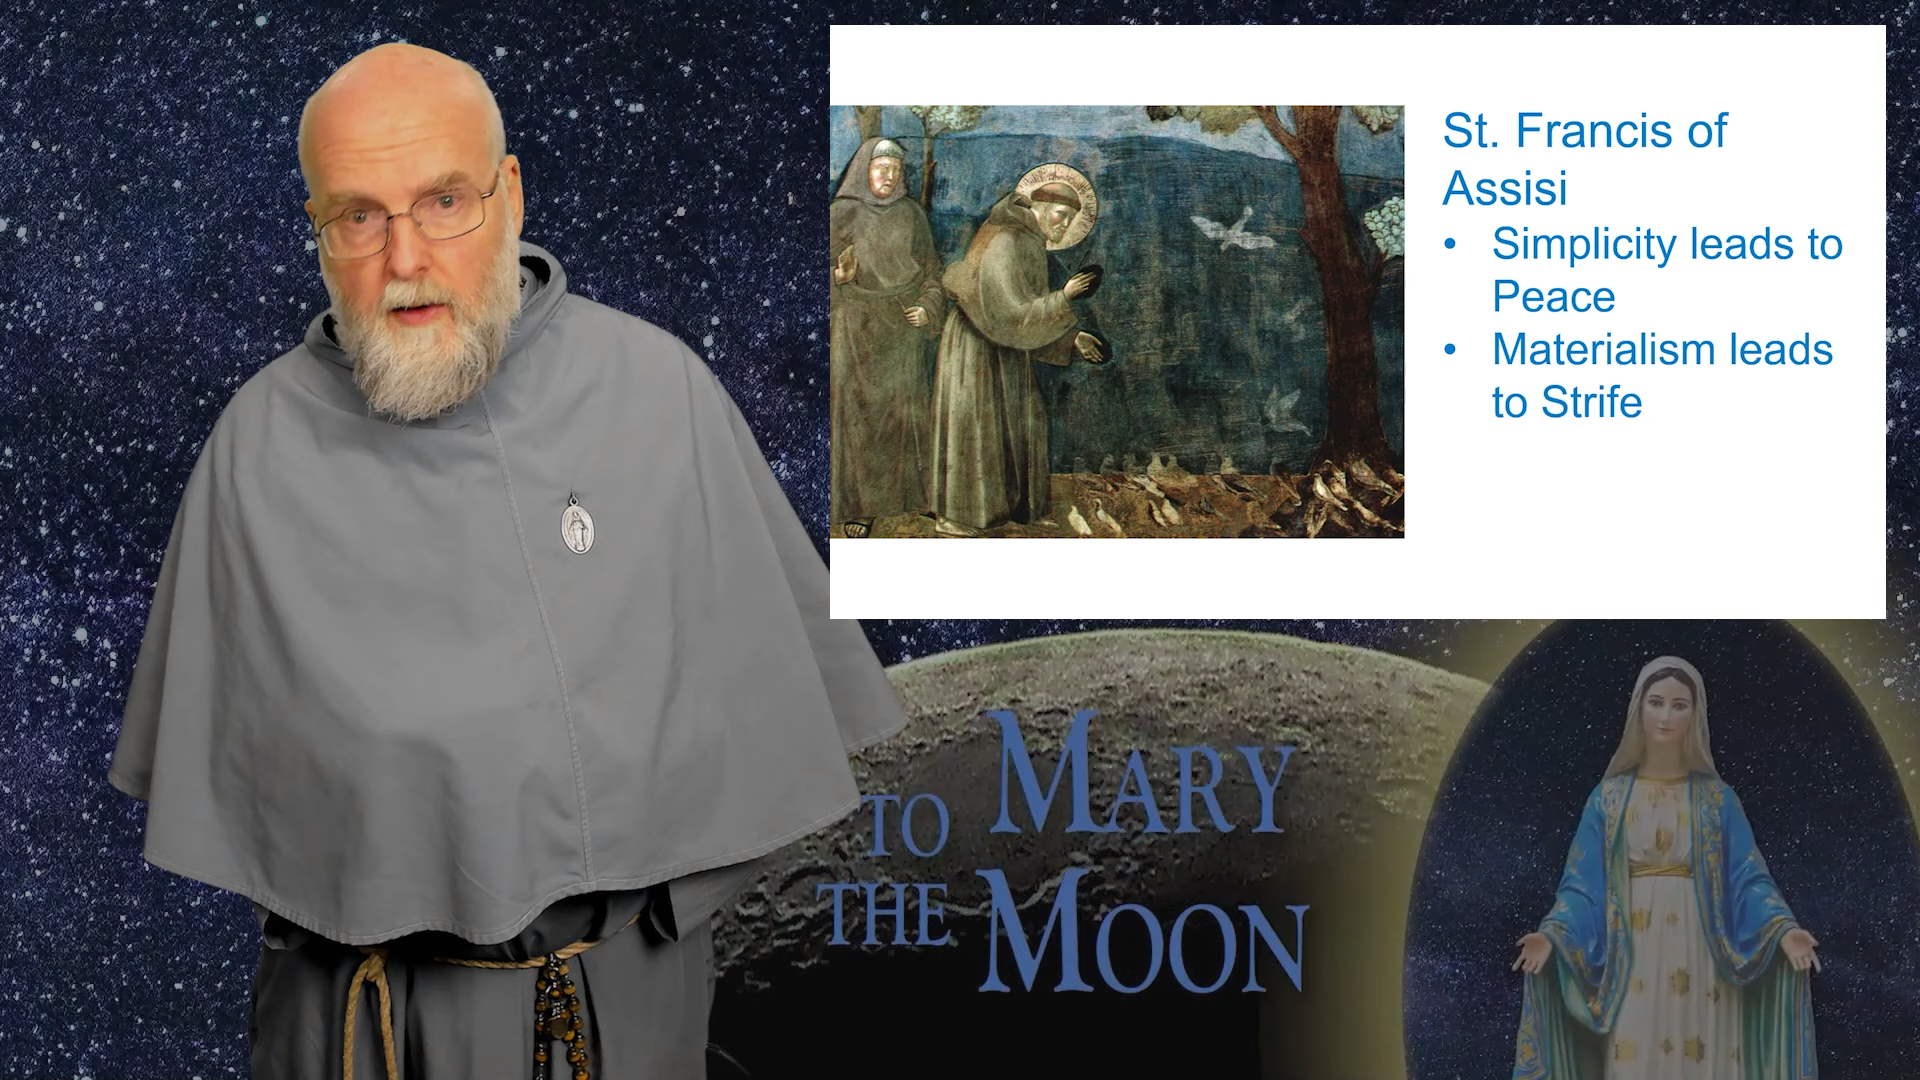 St. Francis of
Assisi
• Simplicity leads to
Peace
• Materialism leads
to Strife
TO MARY
THE MOON